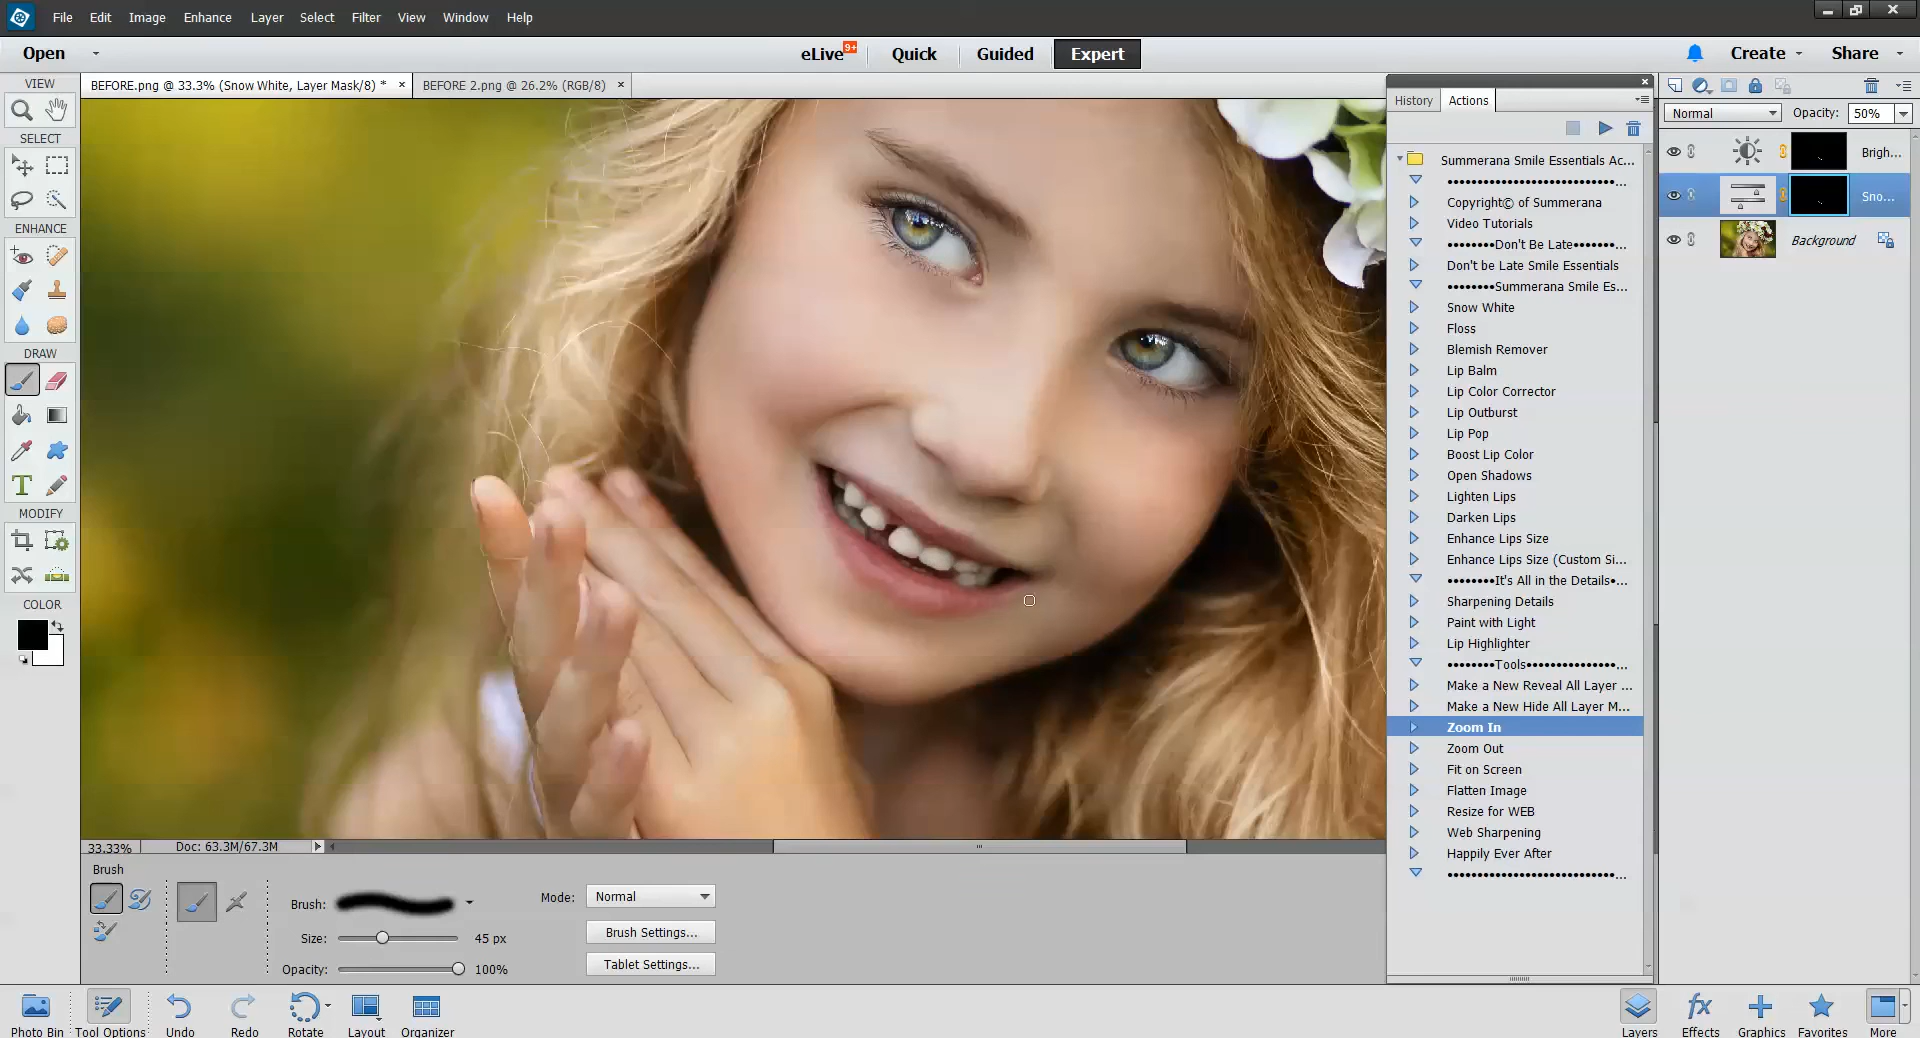 File Edit Image Enhance Layer Select Filter View Window Help
Open eLive 9+ Quick Guided Expert Create Share
VIEW
BEFORE.png @ 33.3% (Snow White, Layer Mask/8) * × BEFORE 2.png @ 26.2% (RGB/8) ×
SELECT
ENHANCE
DRAW
T
MODIFY
COLOR
History Actions
Summerana Smile Essentials Ac...
••••••••••••••••••••••••••••...
Copyright© of Summerana
Video Tutorials
••••••••Don't Be Late•••••••...
Don't be Late Smile Essentials
••••••••Summerana Smile Es...
Snow White
Floss
Blemish Remover
Lip Balm
Lip Color Corrector
Lip Outburst
Lip Pop
Boost Lip Color
Open Shadows
Lighten Lips
Darken Lips
Enhance Lips Size
Enhance Lips Size (Custom Si...
••••••••It's All in the Details•...
Sharpening Details
Paint with Light
Lip Highlighter
••••••••Tools•••••••••••••••...
Make a New Reveal All Layer ...
Make a New Hide All Layer M...
Zoom In
Zoom Out
Fit on Screen
Flatten Image
Resize for WEB
Web Sharpening
Happily Ever After
••••••••••••••••••••••••••••...
Normal Opacity: 50%
Brigh...
Sno...
Background
33.33% Doc: 63.3M/67.3M
Brush
Brush: Mode: Normal
Size: 45 px Brush Settings...
Opacity: 100% Tablet Settings...
Photo Bin Tool Options Undo Redo Rotate Layout Organizer
fx
Layers Effects Graphics Favorites More